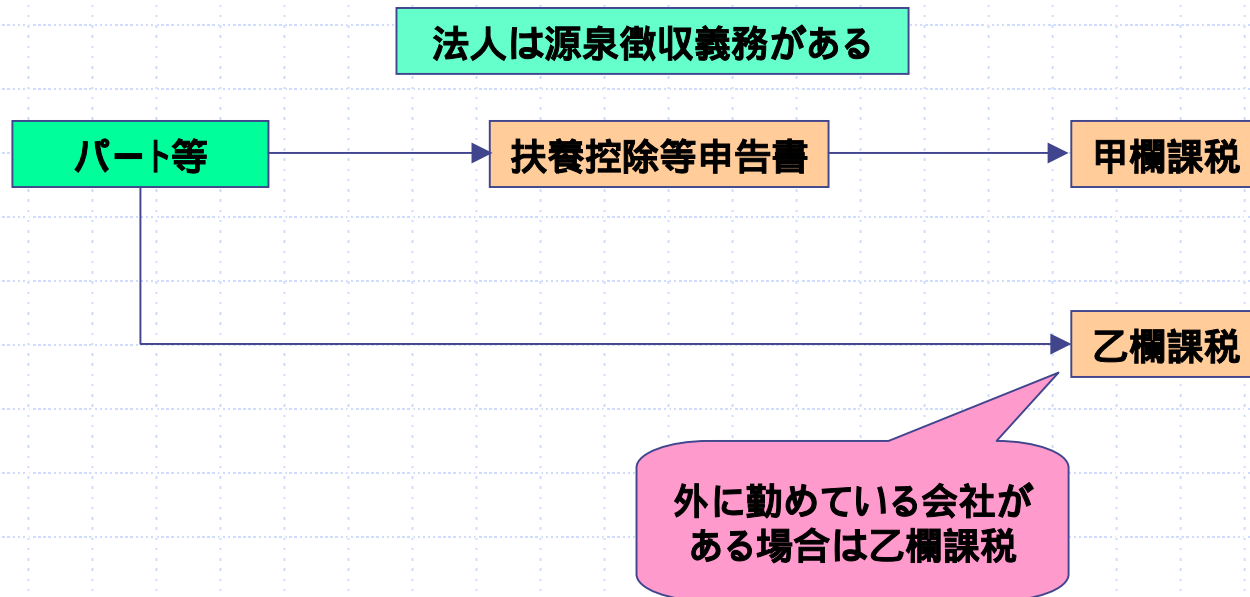 法人は源泉徴収義務がある
パート等
扶養控除等申告書
甲欄課税
乙欄課税
外に勤めている会社が
ある場合は乙欄課税